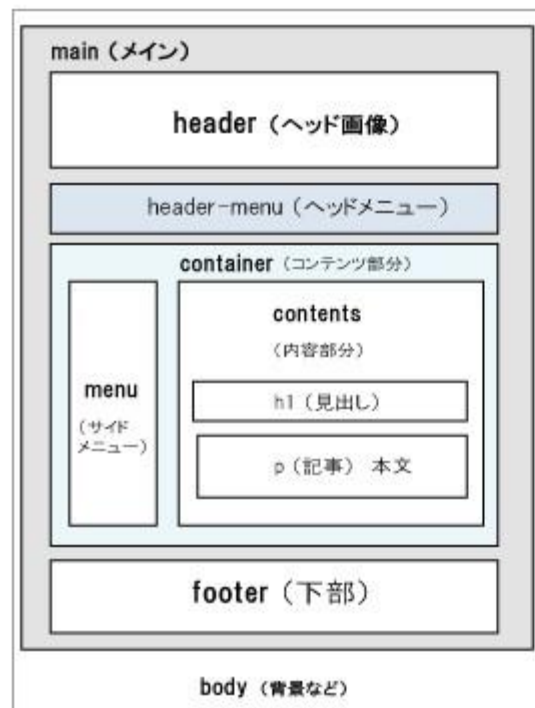 main（メイン）
header（ヘッド画像）
header-menu（ヘッドメニュー）
container（コンテンツ部分）
contents
（内容部分）
h1（見出し）
menu
（サイド
メニュー）
p（記事） 本文
footer（下部）
body（背景など）